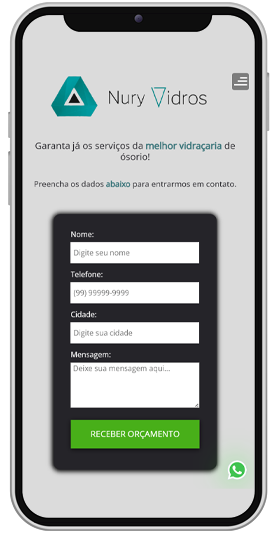 Nury Vidros
Garanta já os serviços da melhor vidraçaria de
ósorio!
Preencha os dados abaixo para entrarmos em contato.
Nome:
Digite seu nome
Telefone:
(99) 99999-9999
Cidade:
Digite sua cidade
Mensagem:
Deixe sua mensagem aqui...
RECEBER ORÇAMENTO